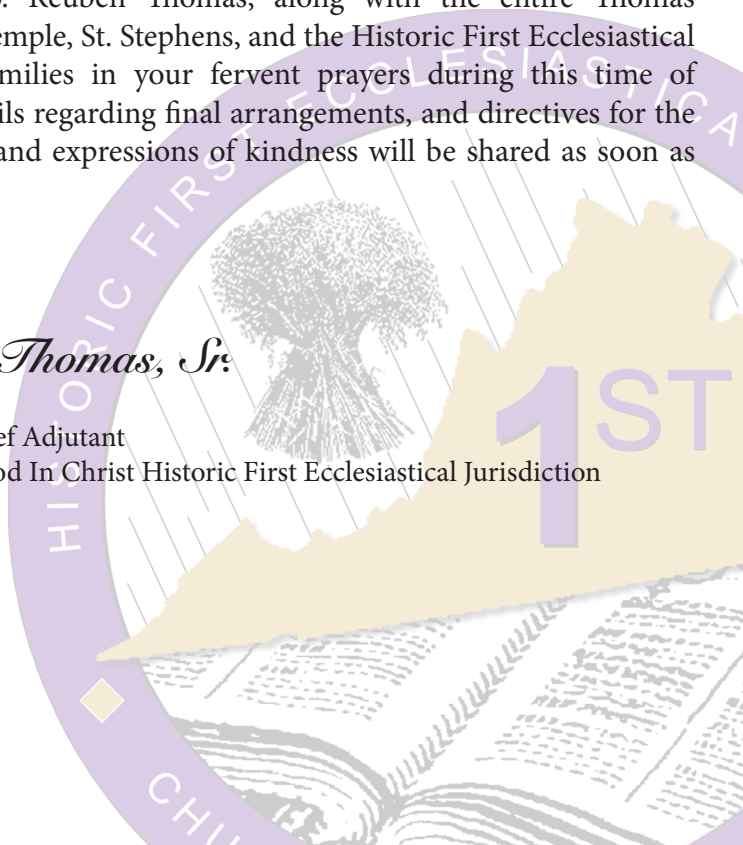 Reuben Thomas, along with the entire Thomas
emple, St. Stephens, and the Historic First Ecclesiastical
amilies in your fervent prayers during this time of
ils regarding final arrangements, and directives for the
and expressions of kindness will be shared as soon as
Thomas, Sr.
ef Adjutant
od In Christ Historic First Ecclesiastical Jurisdiction
HISTORIC FIRST ECCLESIASTICA
1ST
CHU